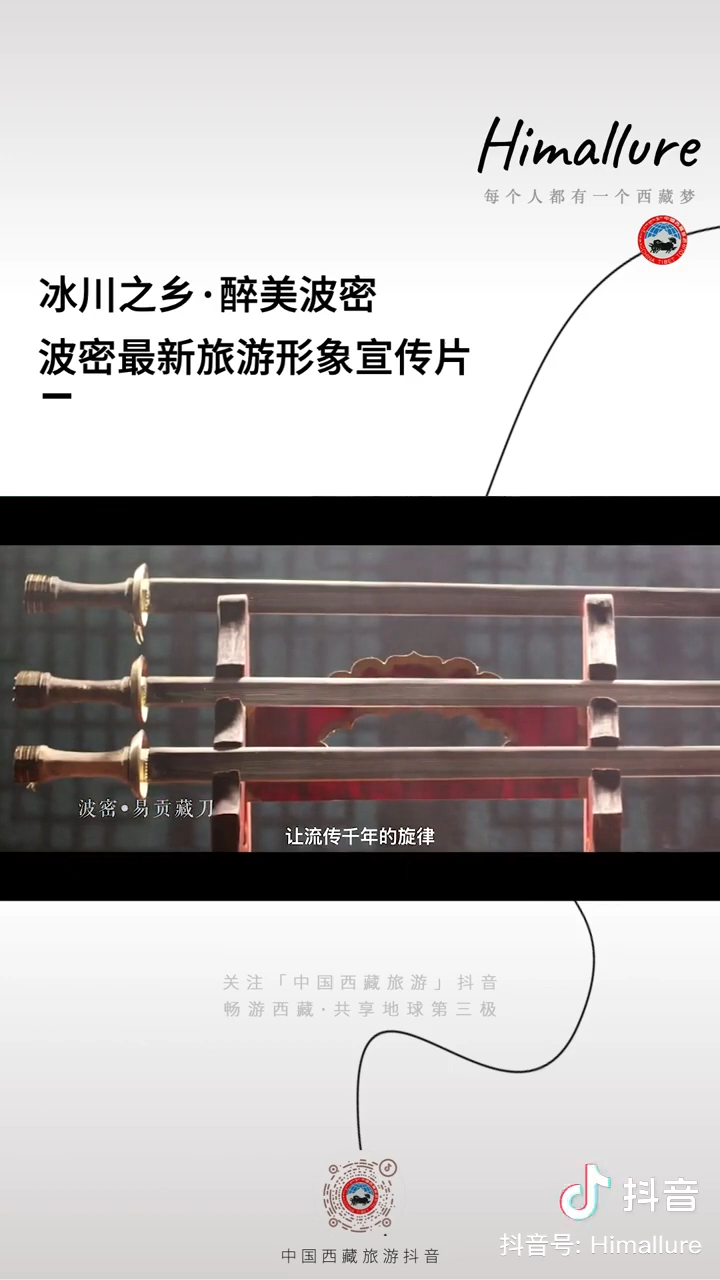 Himallure
每个人都有一个西藏梦
冰川之乡·醉美波密
波密最新旅游形象宣传片
波密•易贡藏刀
让流传千年的旋律
关注「中国西藏旅游」抖音
畅游西藏·共享地球第三极
中国西藏旅游抖音
抖音
抖音号: Himallure